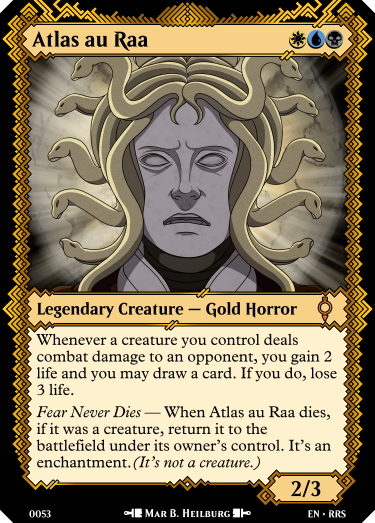 Atlas au Raa
Legendary Creature — Gold Horror
Whenever a creature you control deals
combat damage to an opponent, you gain 2
life and you may draw a card. If you do, lose
3 life.
Fear Never Dies — When Atlas au Raa dies,
if it was a creature, return it to the
battlefield under its owner's control. It's an
enchantment.(It's not a creature.)
2/3
0053
Mar B. Heilburg
EN • RRS